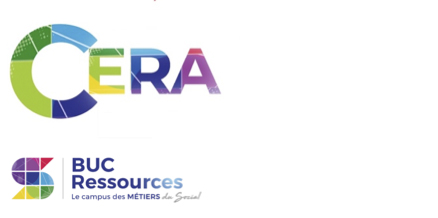 CERA
BUC
Ressources
Le campus des MÉTIERS du Social